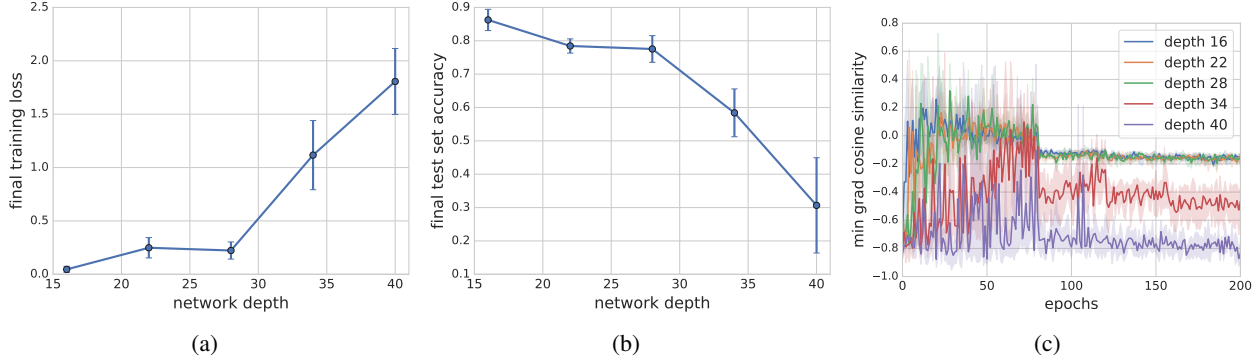 2.5
2.0
1.5
1.0
0.5
0.0
final training loss
15 20 25 30 35 40
network depth
(a)
0.9
0.8
0.7
0.6
0.5
0.4
0.3
0.2
0.1
final test set accuracy
15 20 25 30 35 40
network depth
(b)
0.8
0.6
0.4
0.2
0.0
−0.2
−0.4
−0.6
−0.8
−1.0
min grad cosine similarity
depth 16
depth 22
depth 28
depth 34
depth 40
0 50 100 150 200
epochs
(c)